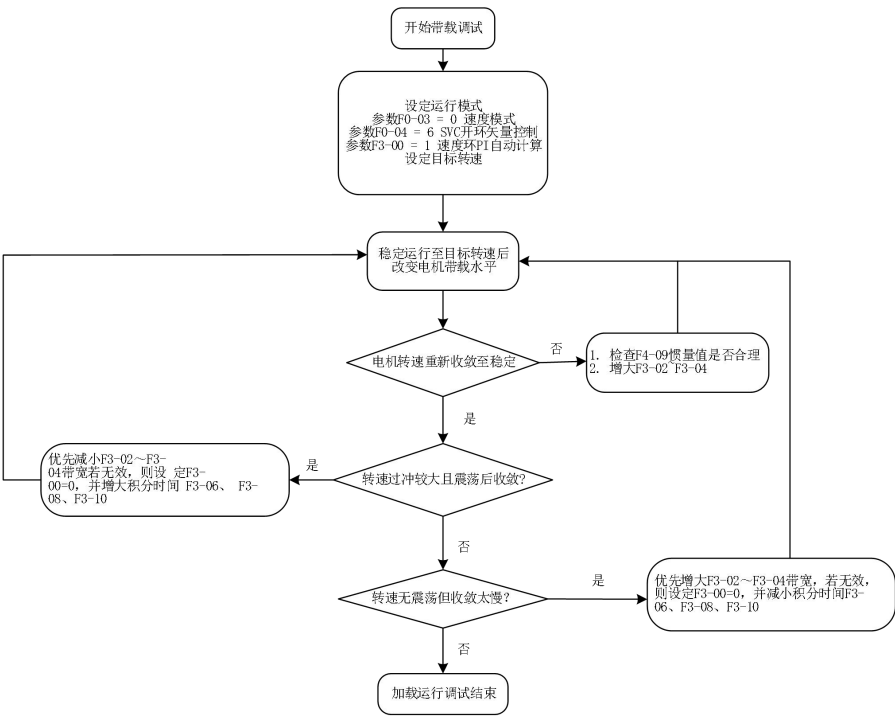 开始带载调试
设定运行模式
参数F0-03 = 0 速度模式
参数F0-04 = 6 SVC开环矢量控制
参数F3-00 = 1 速度环PI自动计算
设定目标转速
稳定运行至目标转速后
改变电机带载水平
电机转速重新收敛至稳定
否
1. 检查F4-09惯量值是否合理
2. 增大F3-02~F3-04
是
转速过冲较大且震荡后收敛?
是
优先减小F3-02～F3-
04带宽若无效，则设 定F3-
00=0，并增大积分时间 F3-06、 F3-
08、F3-10
否
转速无震荡但收敛太慢?
是
优先增大F3-02～F3-04带宽，若无效，
则设定F3-00=0，并减小积分时间F3-
06、F3-08、F3-10
否
加载运行调试结束